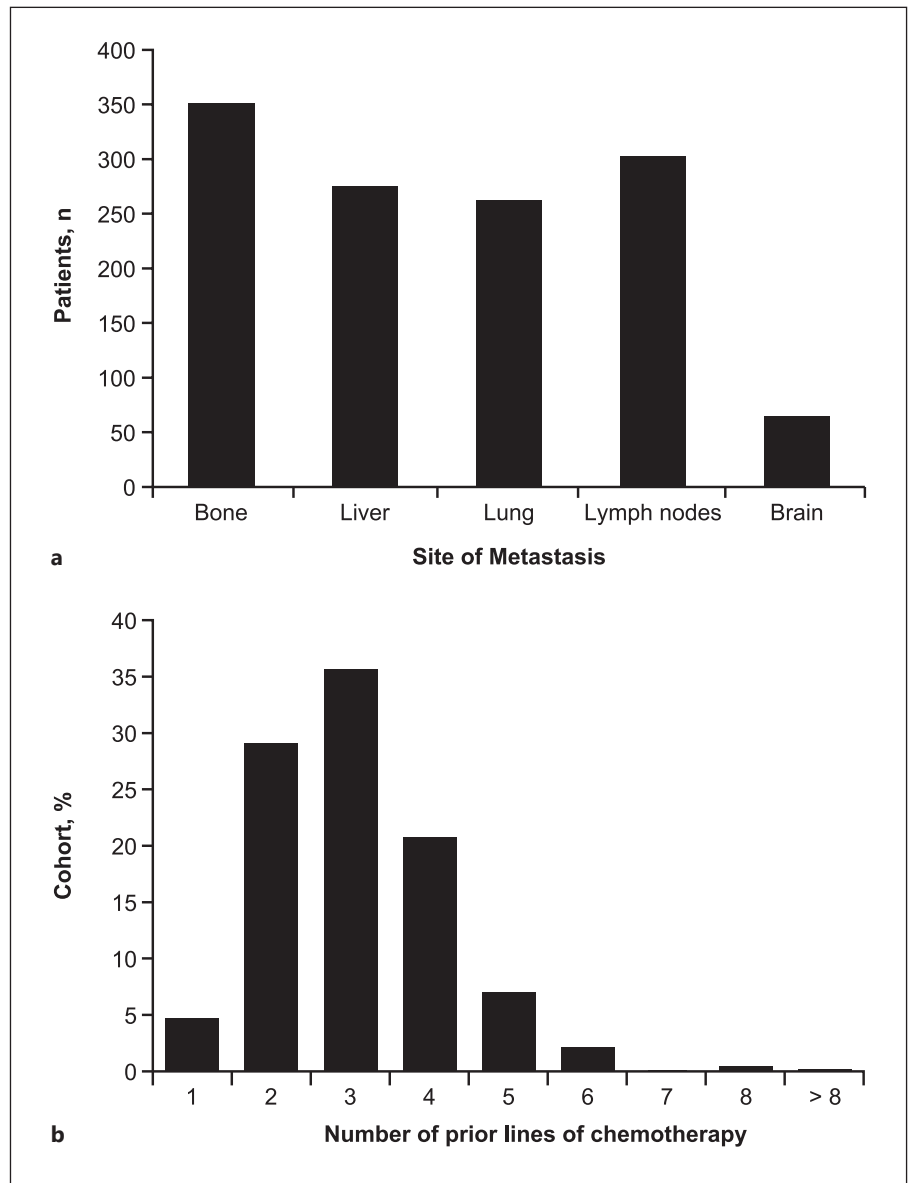 400
350
300
250
200
150
100
50
0
Patients, n
Bone Liver Lung Lymph nodes Brain
a
Site of Metastasis
40
35
30
25
20
15
10
5
0
Cohort, %
1 2 3 4 5 6 7 8 > 8
b
Number of prior lines of chemotherapy